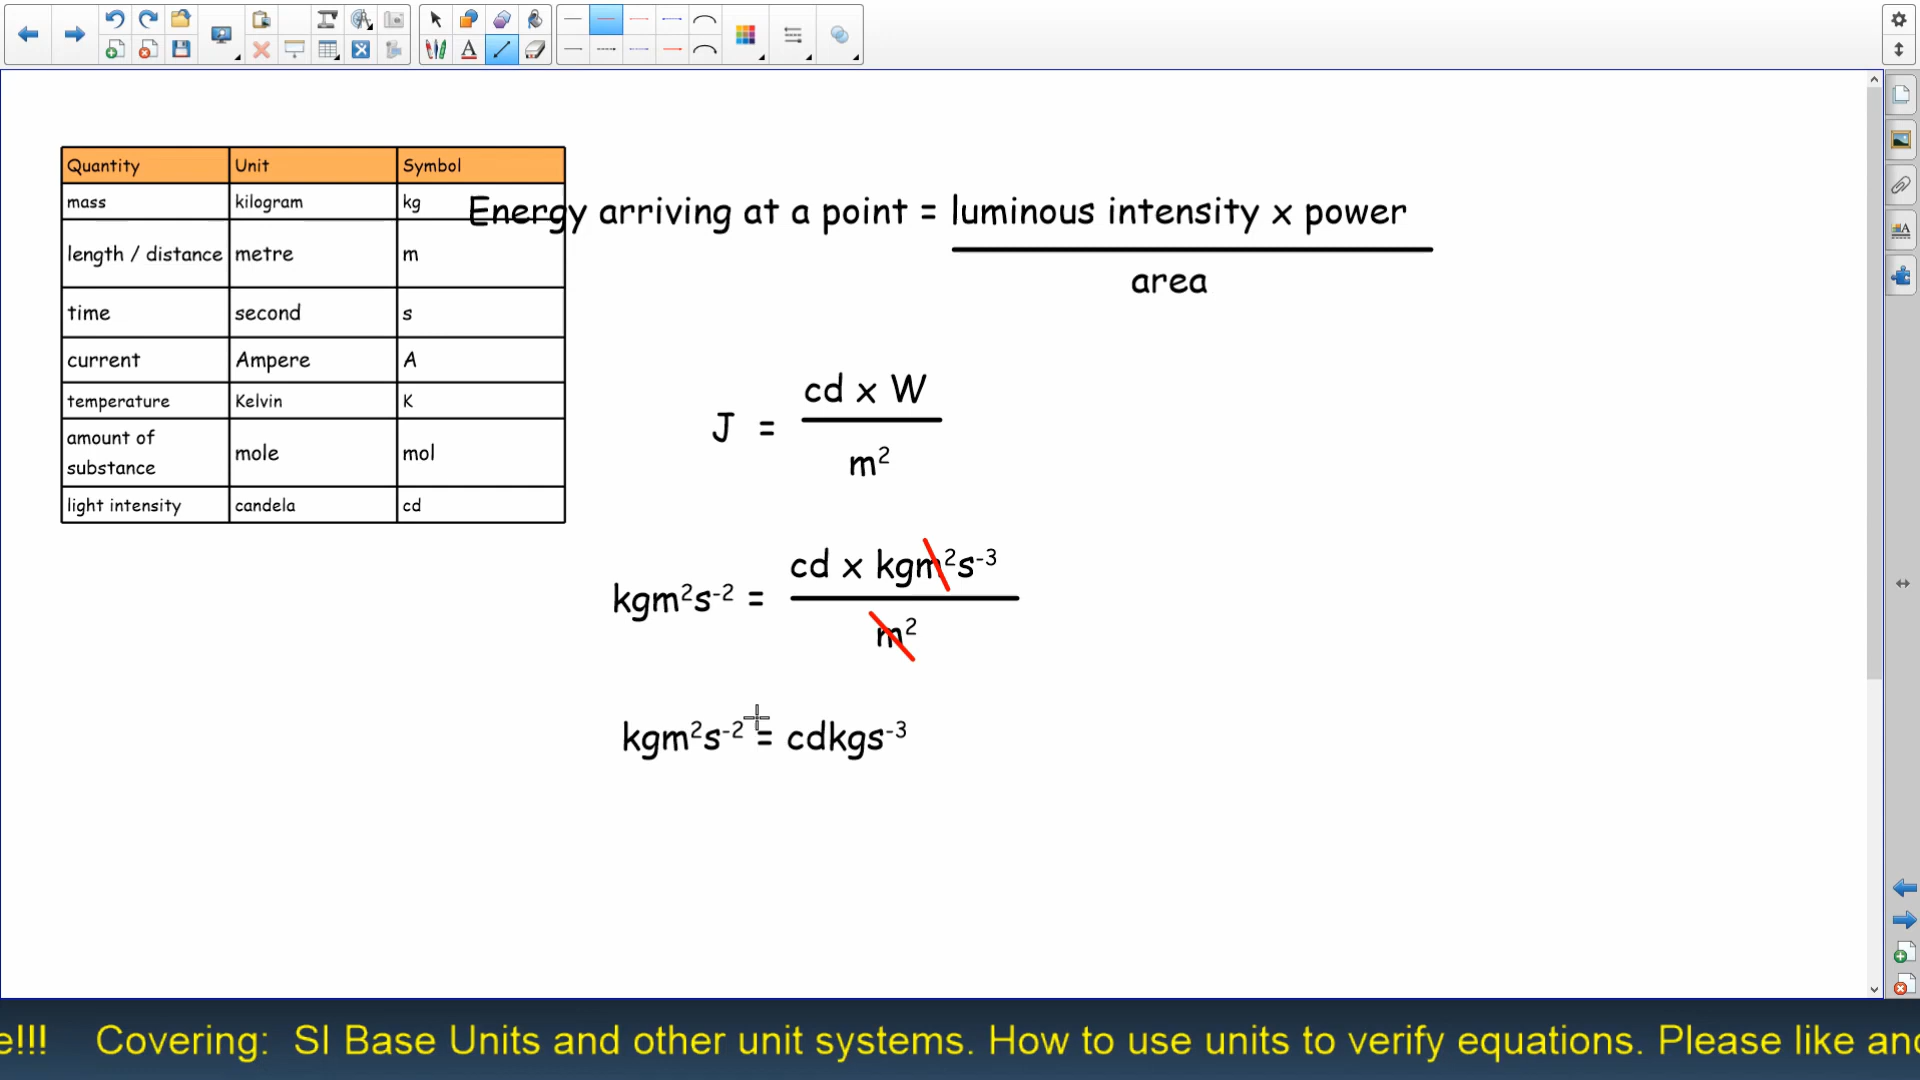 Quantity Unit Symbol
mass kilogram kg
length / distance metre m
time second s
current Ampere A
temperature Kelvin K
amount of substance mole mol
light intensity candela cd
Energy arriving at a point = luminous intensity x power
area
cd x W
J =
m²
cd x kgm²s⁻³
kgm²s⁻² =
m²
kgm²s⁻² = cdkgs⁻³
e!!! Covering: SI Base Units and other unit systems. How to use units to verify equations. Please like and